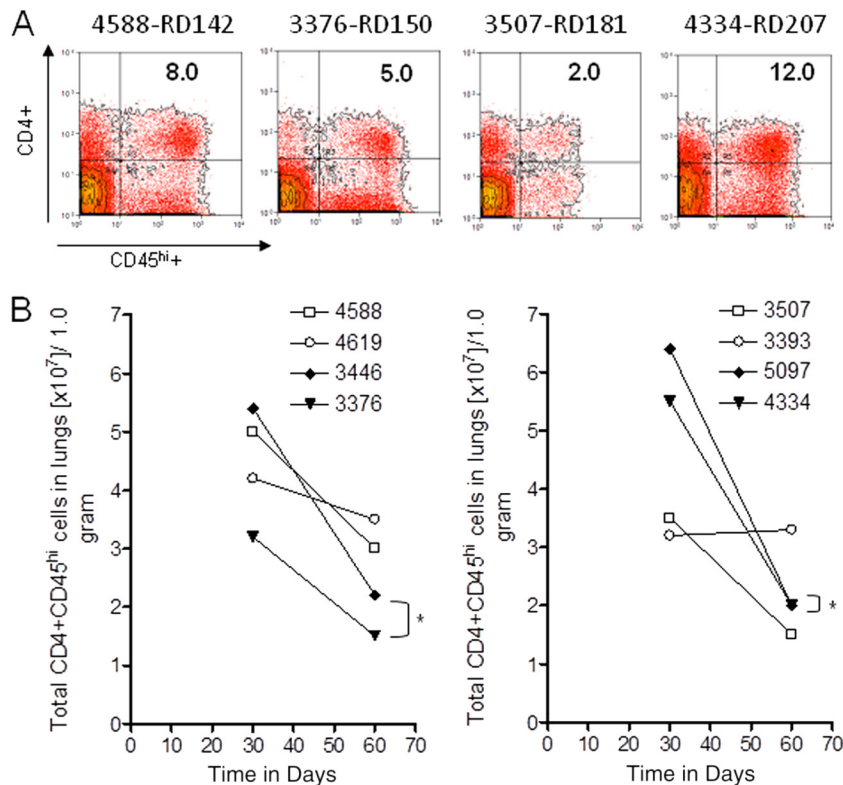 A
4588-RD142 3376-RD150 3507-RD181 4334-RD207
8.0 5.0 2.0 12.0
CD4+
CD45hi+
B
4588
4619
3446
3376
Total CD4+CD45hi cells in lungs [x10^7]/ 1.0
gram
7
6
5
4
3
2
1
0
0 10 20 30 40 50 60 70
*
Time in Days
3507
3393
5097
4334
Total CD4+CD45hi cells in lungs [x10^7]/1.0
gram
7
6
5
4
3
2
1
0
0 10 20 30 40 50 60 70
*
Time in Days